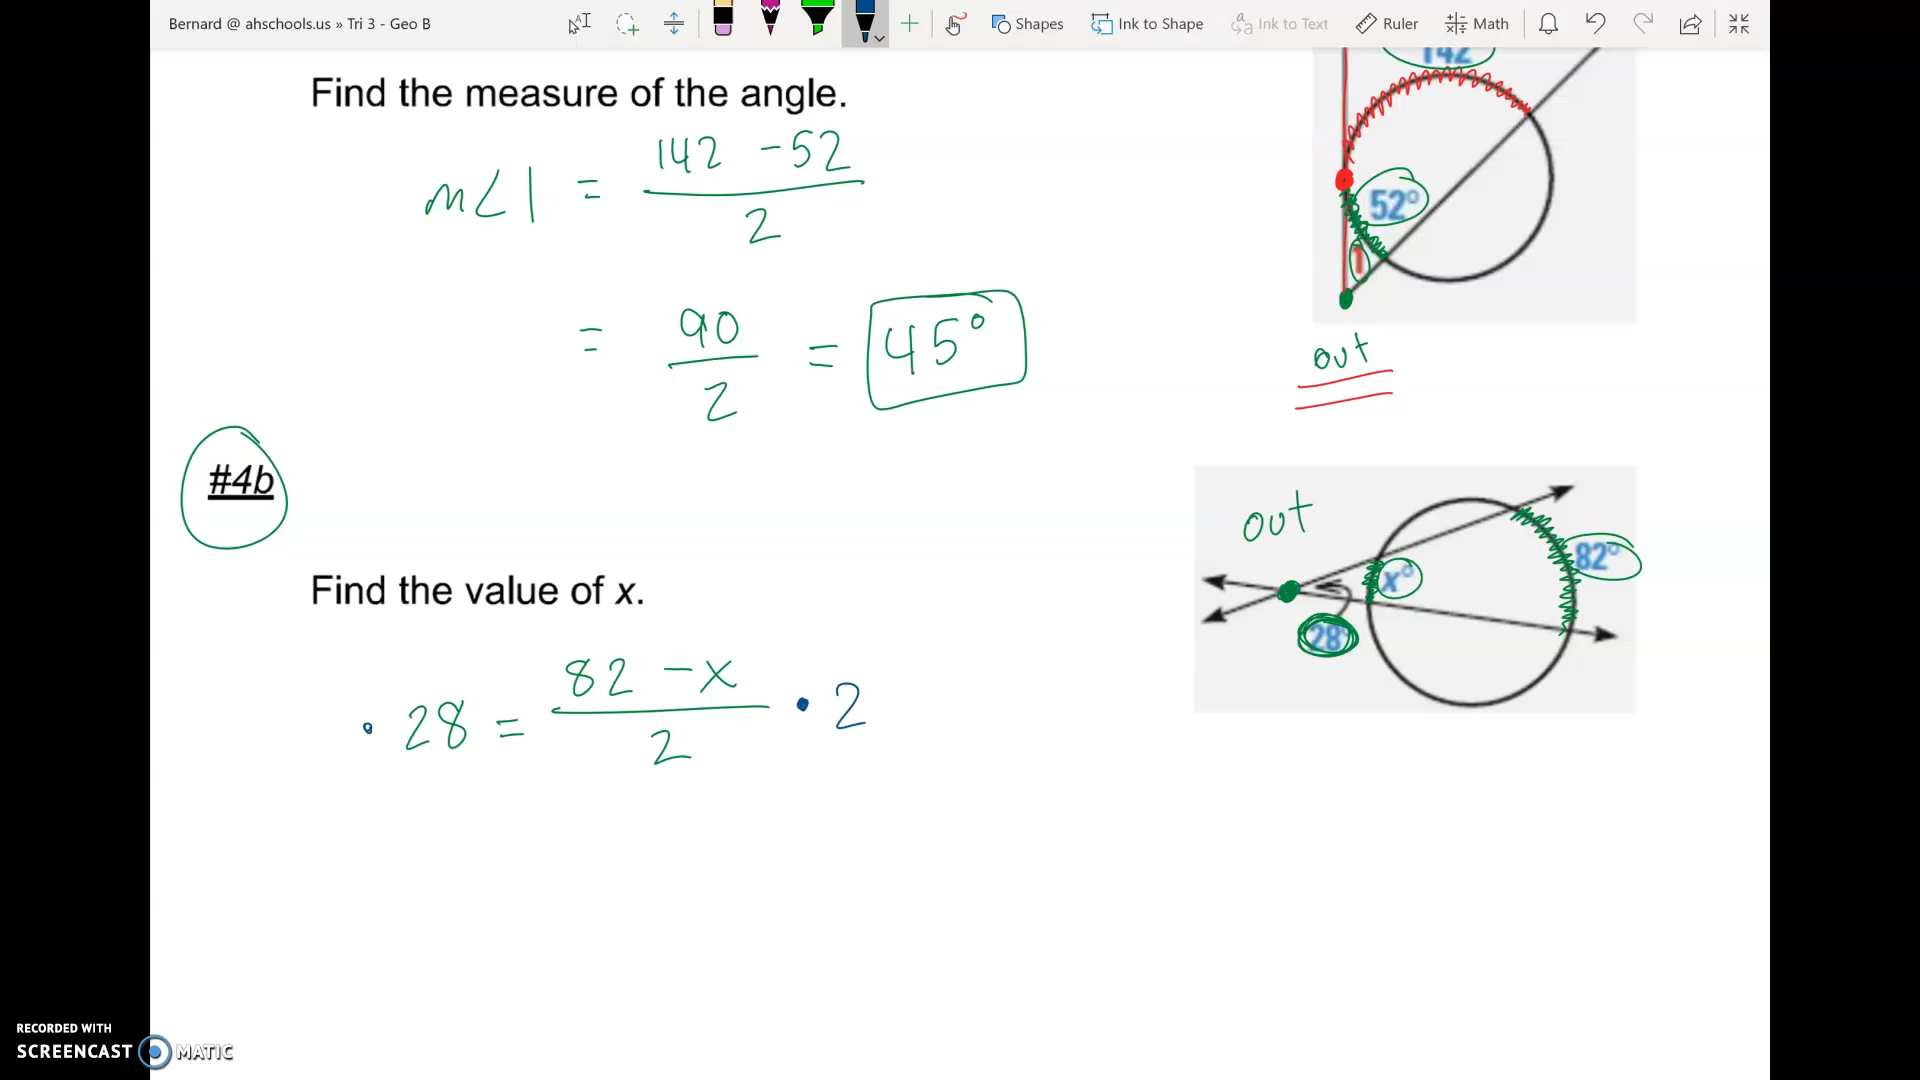 Bernard @ ahschools.us » Tri 3 - Geo B
Shapes
Ink to Shape
Ink to Text
Ruler
Math
Find the measure of the angle.
m∠1 = 142 - 52 / 2
= 90 / 2 = 45°
142
52°
1
out
#4b
Find the value of x.
• 28 = 82 - x / 2 • 2
out
82°
x°
28
RECORDED WITH
SCREENCAST MATIC